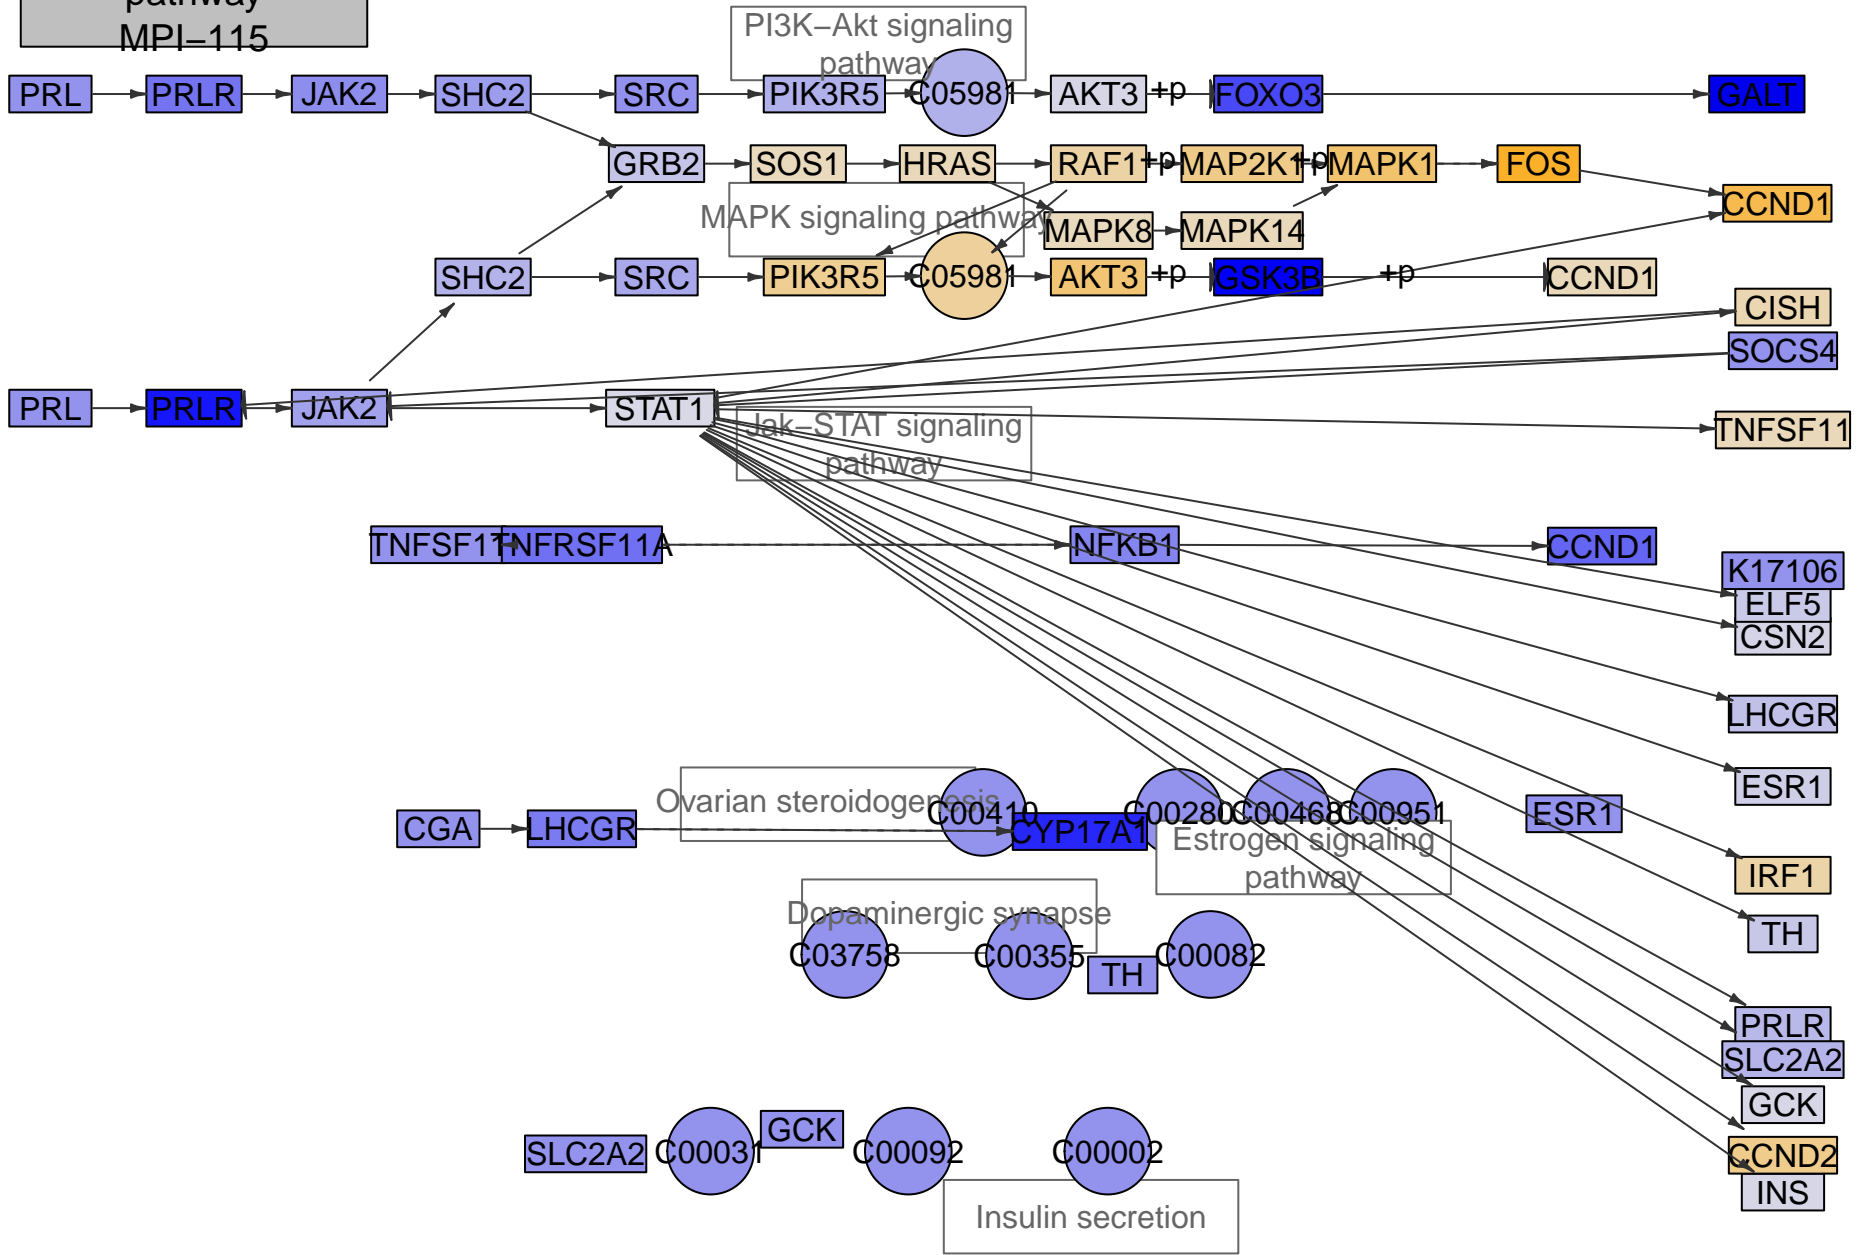 pathway
MPI−115
PI3K−Akt signaling
pathway
PRL
PRLR
JAK2
SHC2
SRC
PIK3R5
C05981
AKT3
+p
FOXO3
GALT
GRB2
SOS1
HRAS
RAF1
+p
MAP2K1
+p
MAPK1
FOS
CCND1
MAPK signaling pathway
MAPK8
MAPK14
SHC2
SRC
PIK3R5
C05981
AKT3
+p
GSK3B
+p
CCND1
CISH
SOCS4
PRL
PRLR
JAK2
STAT1
Jak−STAT signaling
pathway
TNFSF11
TNFSF11
TNFRSF11A
NFKB1
CCND1
K17106
ELF5
CSN2
LHCGR
ESR1
Ovarian steroidogenesis
C00410
C00280
C00468
C00951
ESR1
CGA
LHCGR
CYP17A1
Estrogen signaling
pathway
IRF1
Dopaminergic synapse
TH
C03758
C00355
TH
C00082
PRLR
SLC2A2
GCK
SLC2A2
C00031
GCK
C00092
C00002
CCND2
INS
Insulin secretion